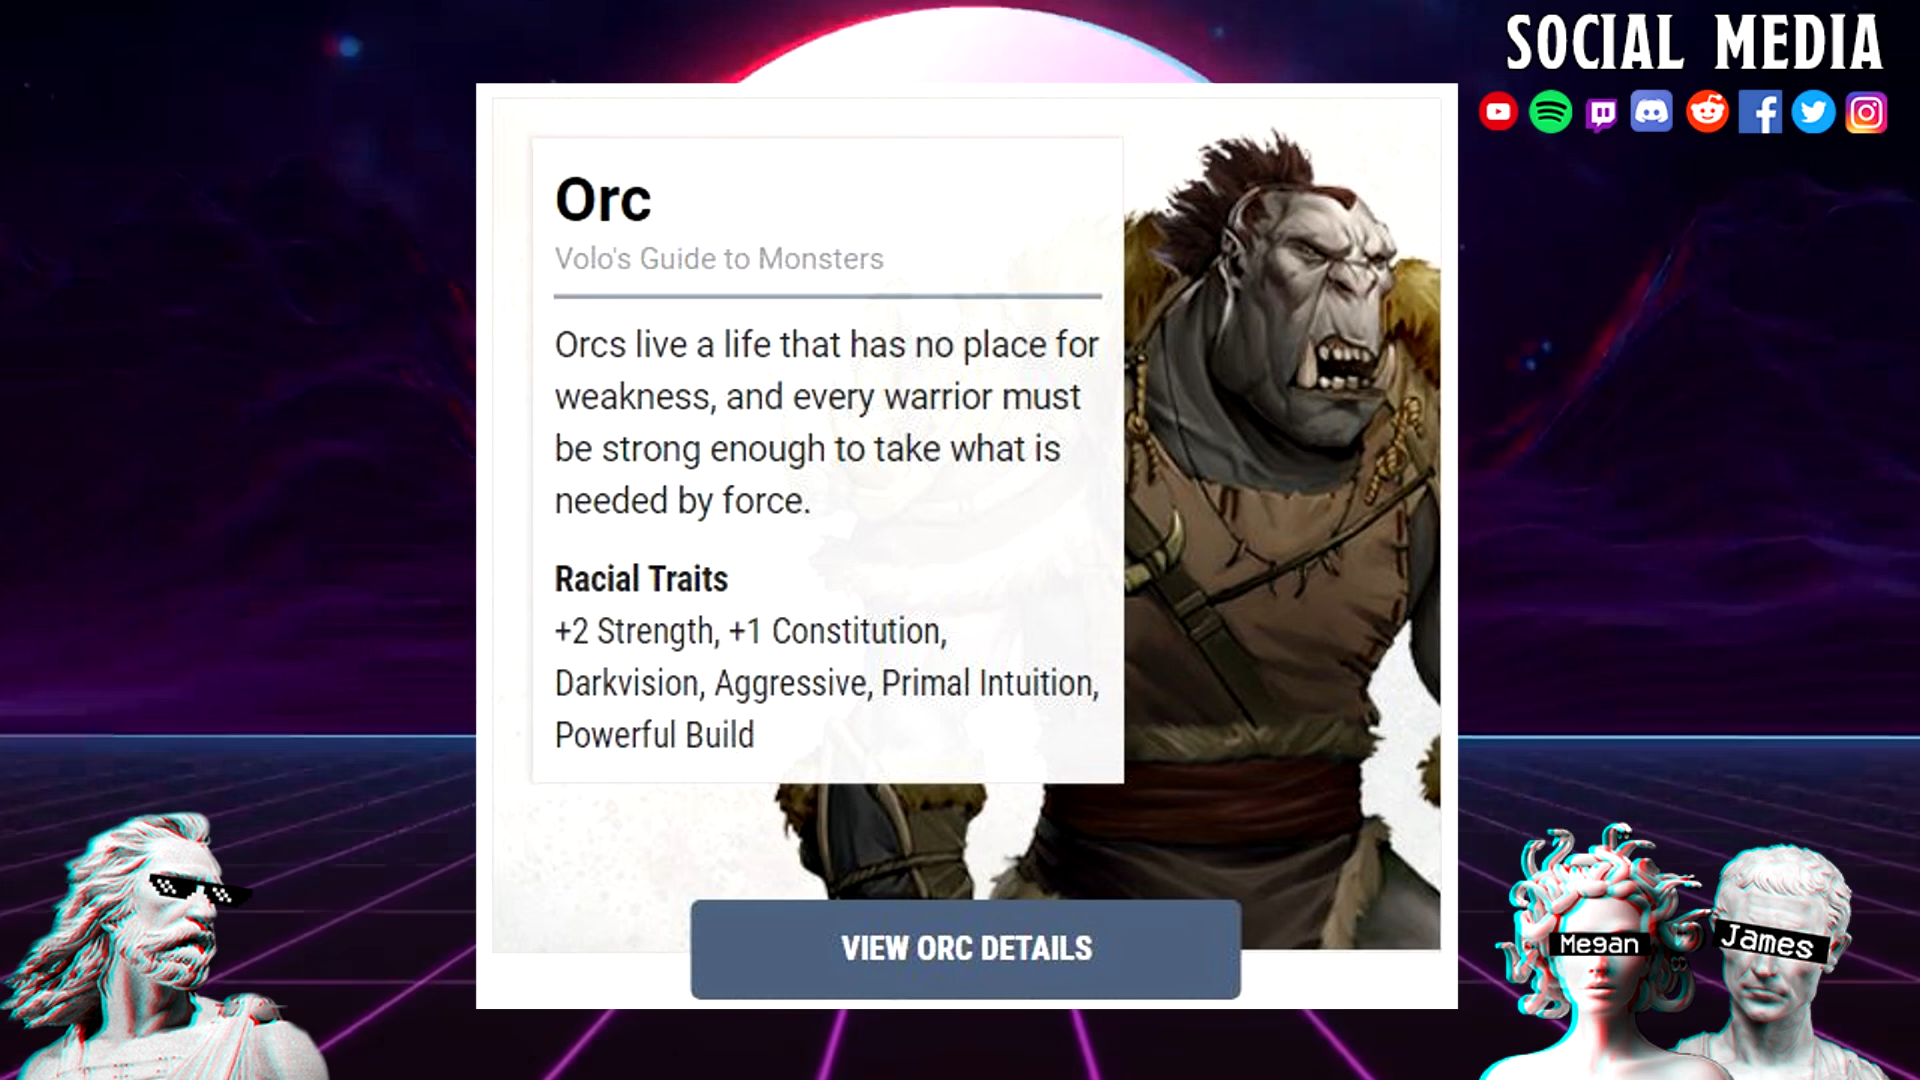 SOCIAL MEDIA
Orc
Volo's Guide to Monsters
Orcs live a life that has no place for
weakness, and every warrior must
be strong enough to take what is
needed by force.
Racial Traits
+2 Strength, +1 Constitution,
Darkvision, Aggressive, Primal Intuition,
Powerful Build
VIEW ORC DETAILS
Megan
James